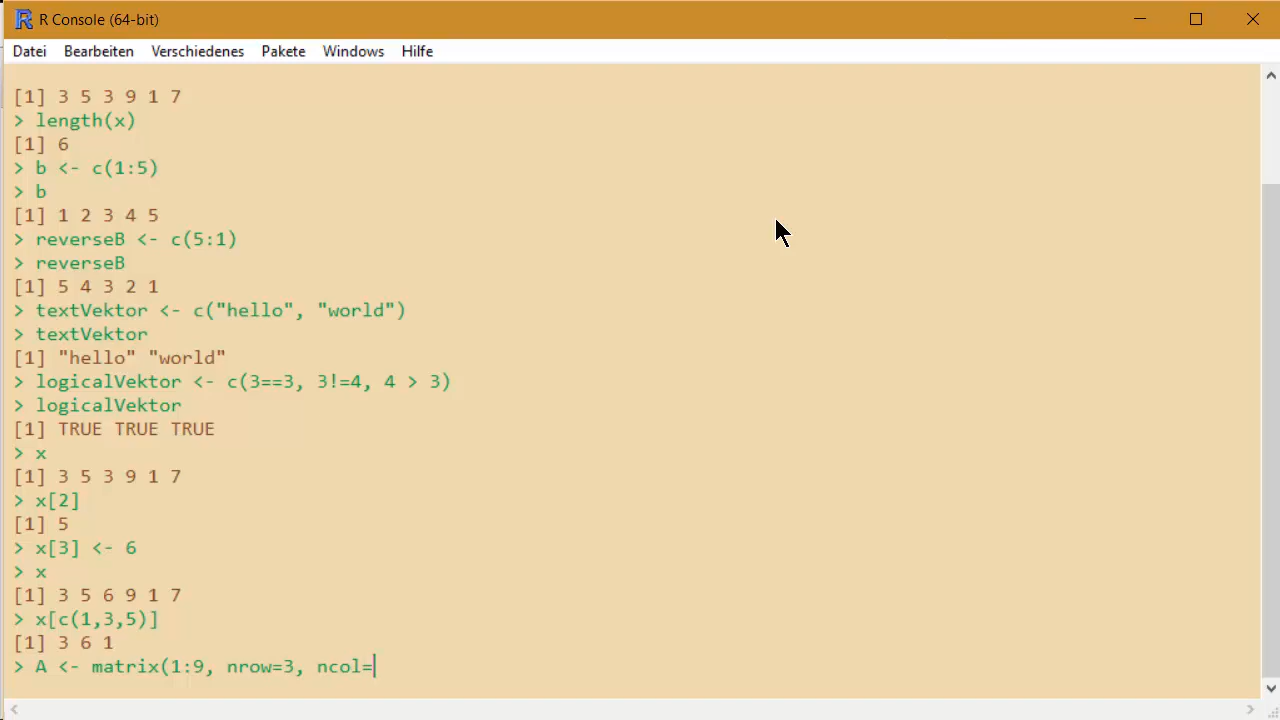 R Console (64-bit)
Datei Bearbeiten Verschiedenes Pakete Windows Hilfe
[1] 3 5 3 9 1 7
> length(x)
[1] 6
> b <- c(1:5)
> b
[1] 1 2 3 4 5
> reverseB <- c(5:1)
> reverseB
[1] 5 4 3 2 1
> textVektor <- c("hello", "world")
> textVektor
[1] "hello" "world"
> logicalVektor <- c(3==3, 3!=4, 4 > 3)
> logicalVektor
[1] TRUE TRUE TRUE
> x
[1] 3 5 3 9 1 7
> x[2]
[1] 5
> x[3] <- 6
> x
[1] 3 5 6 9 1 7
> x[c(1,3,5)]
[1] 3 6 1
> A <- matrix(1:9, nrow=3, ncol=